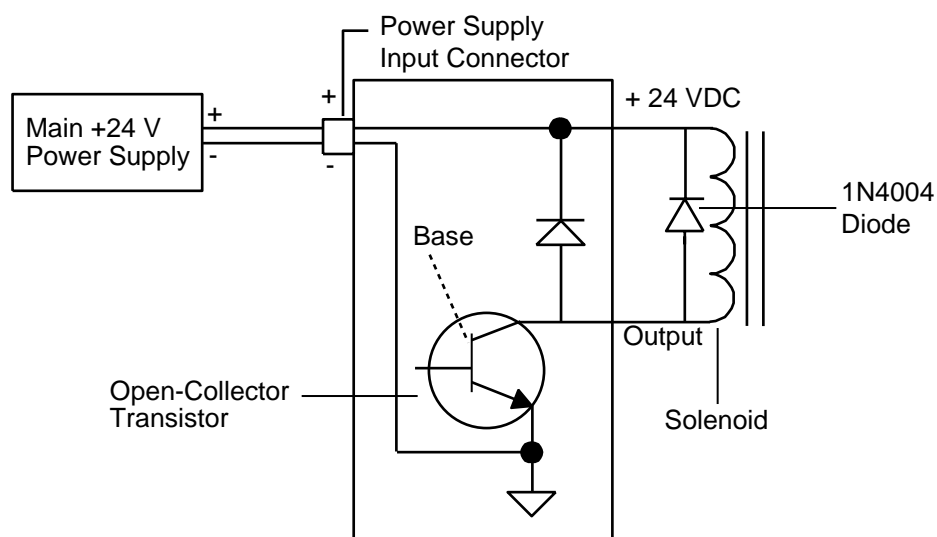 Power Supply
Input Connector
+
+ 24 VDC
Main +24 V
Power Supply
+
-
-
1N4004
Diode
Base
Output
Open-Collector
Transistor
Solenoid